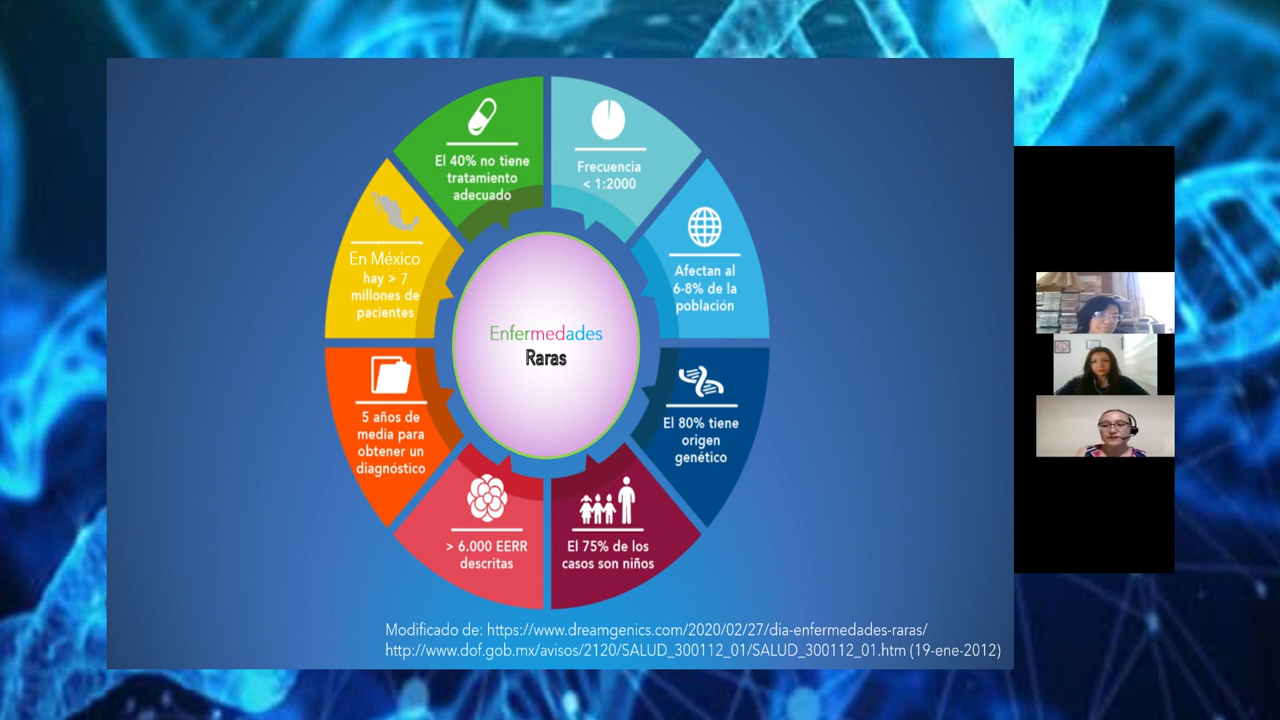 El 40% no tiene
tratamiento
adecuado
Frecuencia
< 1:2000
Afectan al
6-8% de la
población
El 80% tiene
origen
genético
El 75% de los
casos son niños
> 6.000 EERR
descritas
5 años de
media para
obtener un
diagnóstico
En México
hay > 7
millones de
pacientes
Enfermedades
Raras
Modificado de: https://www.dreamgenics.com/2020/02/27/dia-enfermedades-raras/
http://www.dof.gob.mx/avisos/2120/SALUD_300112_01/SALUD_300112_01.htm (19-ene-2012)